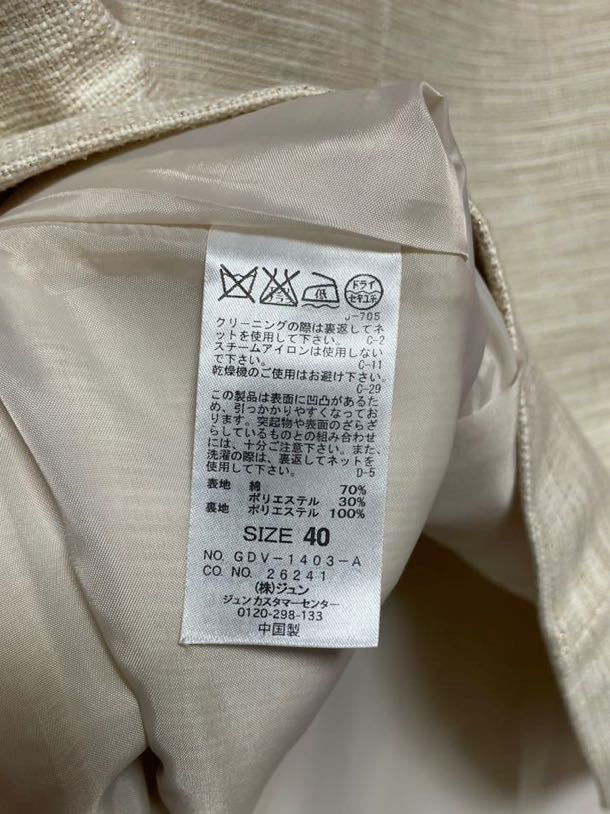 エンソ
サラシ
低
ドライ
セキユ系
J-705
クリーニングの際は裏返してネ
ットを使用して下さい。 C-2
スチームアイロンは使用しない
で下さい。 C-11
乾燥機のご使用はお避け下さい。
C-29
この製品は表面に凹凸があるた
め、引っかかりやすくなってお
ります。突起物や表面のざらざ
らしているものとの組み合わせ
には、十分ご注意下さい。また、
洗濯の際は、裏返してネットを
使用して下さい。 D-5
表地 綿 70%
ポリエステル 30%
裏地 ポリエステル 100%
SIZE 40
NO. GDV-1403-A
CO. NO. 26241
(株)ジュン
ジュンカスタマーセンター
0120-298-133
中国製